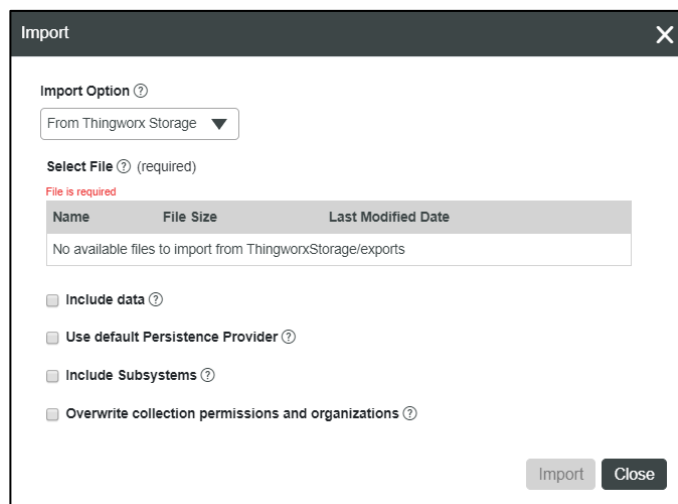 Import
Import Option ?
From Thingworx Storage
Select File ? (required)
File is required
Name File Size Last Modified Date
No available files to import from ThingworxStorage/exports
Include data ?
Use default Persistence Provider ?
Include Subsystems ?
Overwrite collection permissions and organizations ?
Import Close